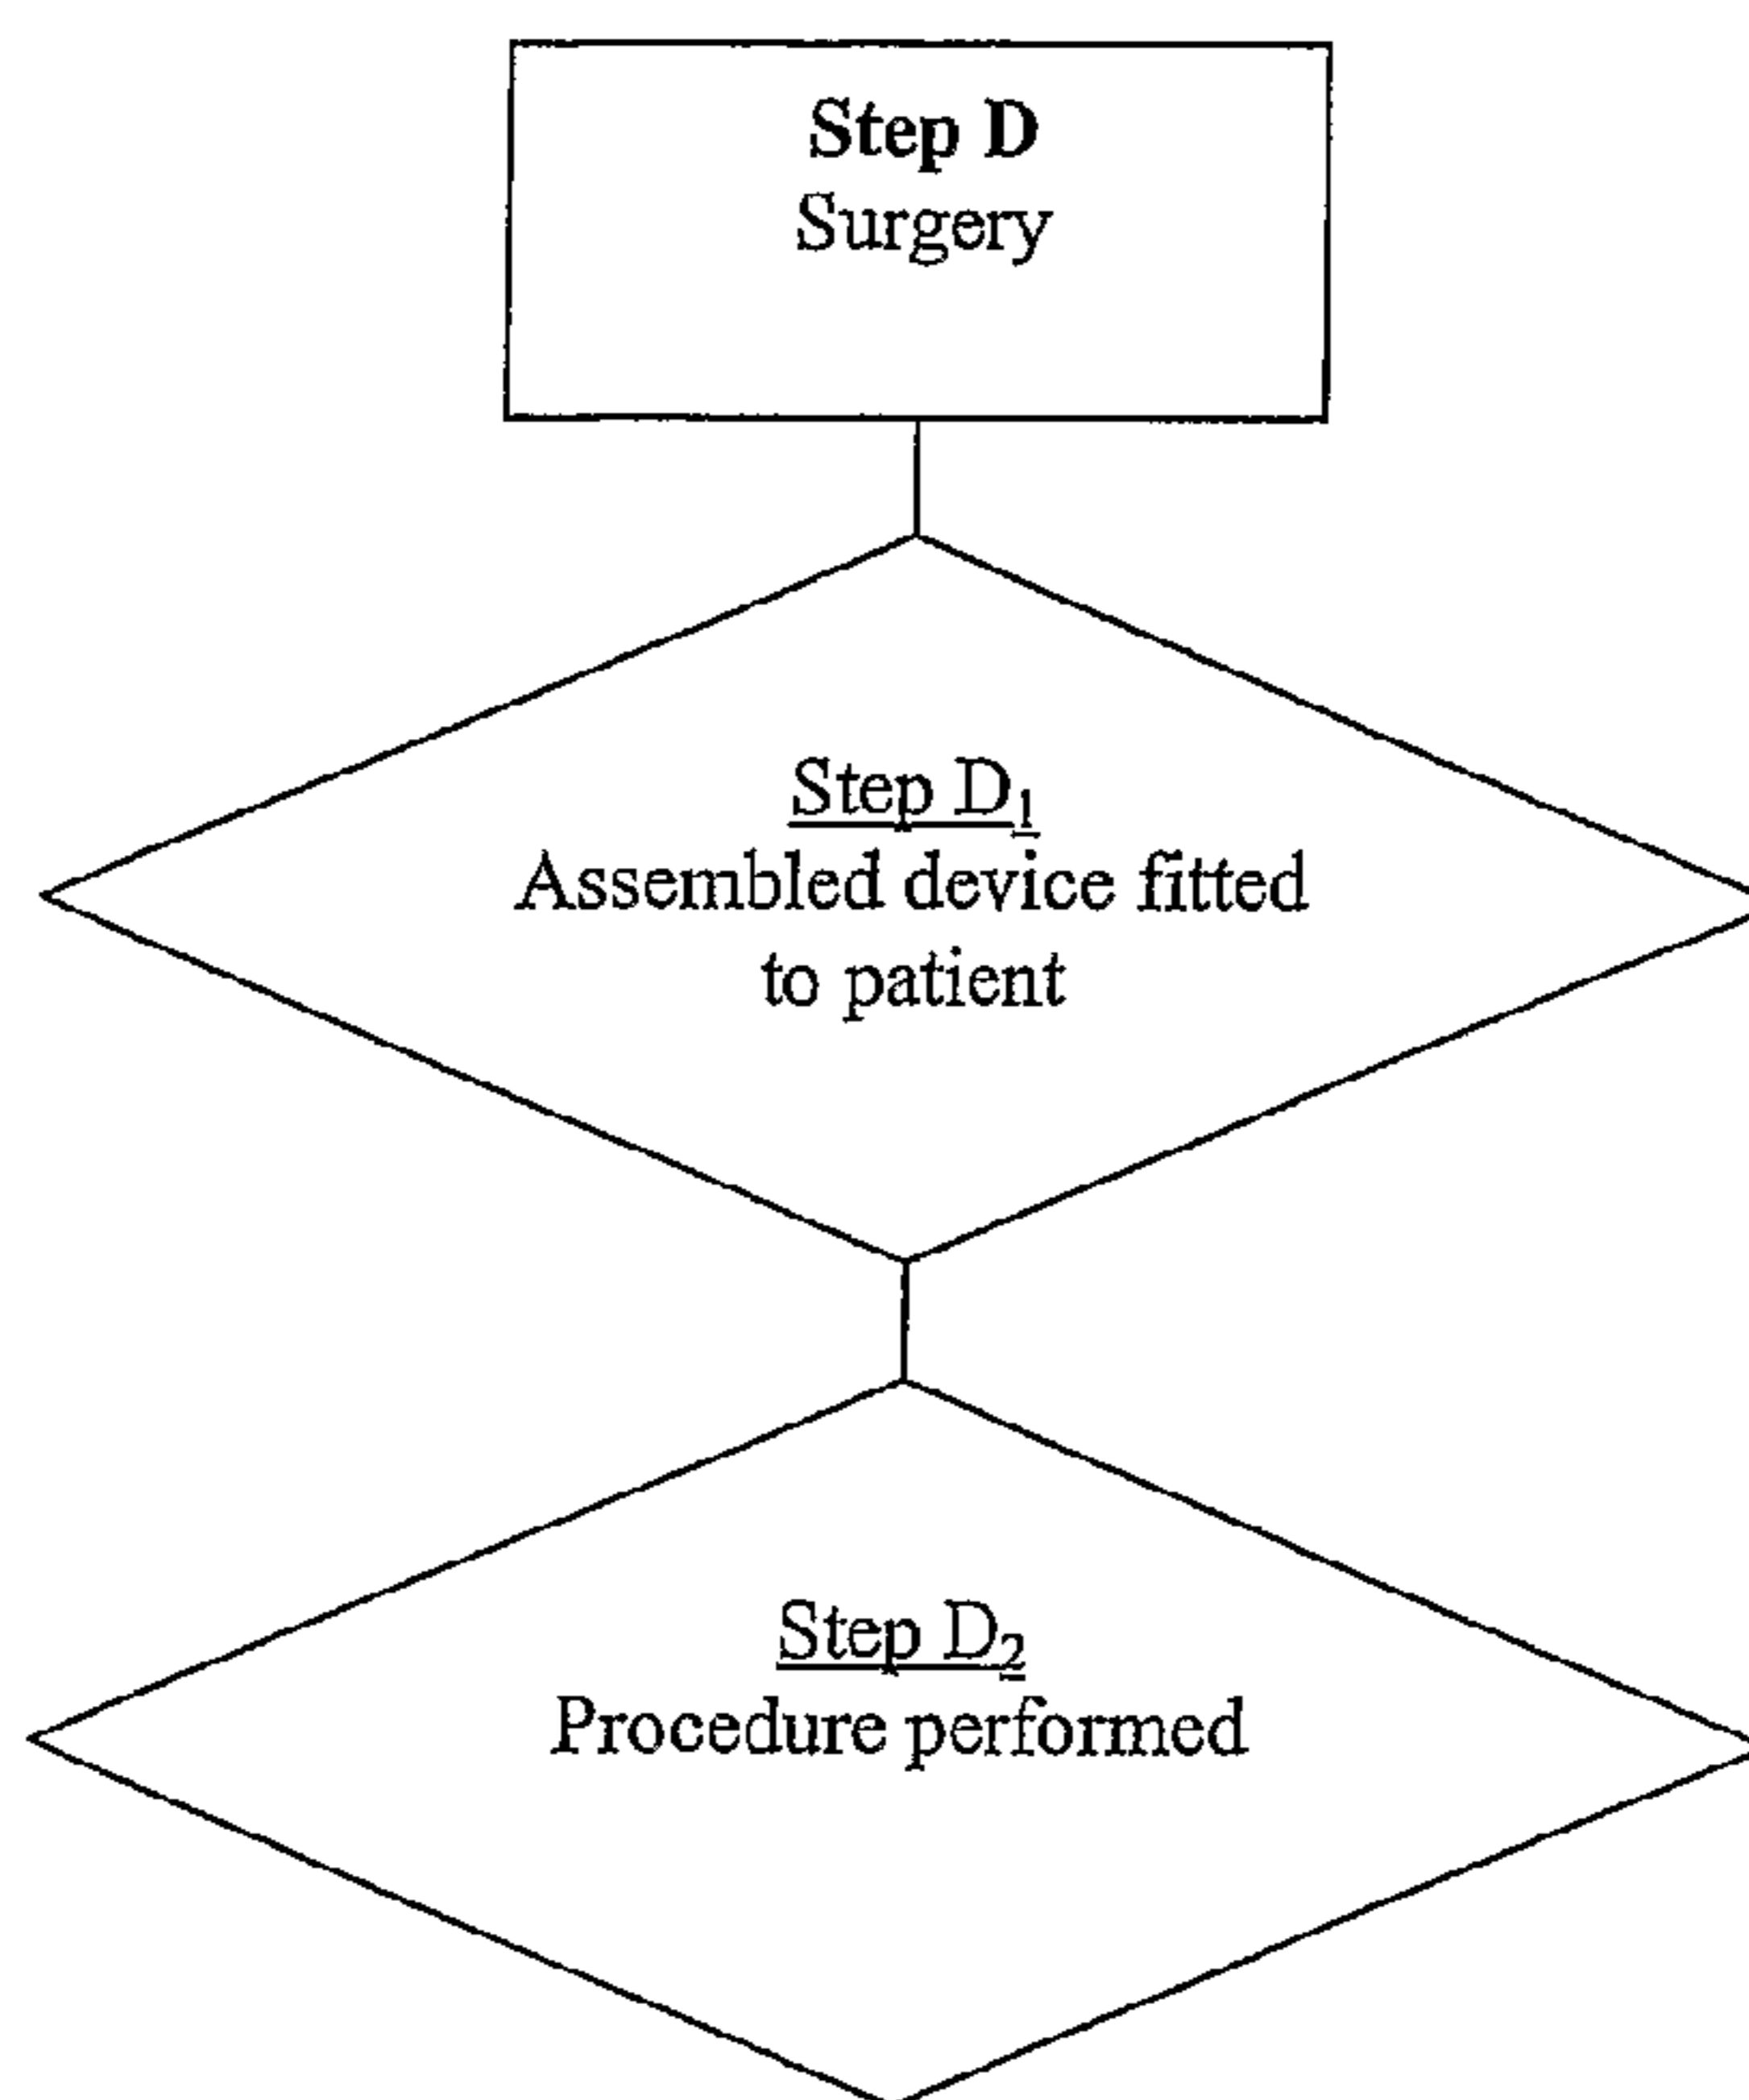 Step D
Surgery
Step D₁
Assembled device fitted
to patient
Step D₂
Procedure performed